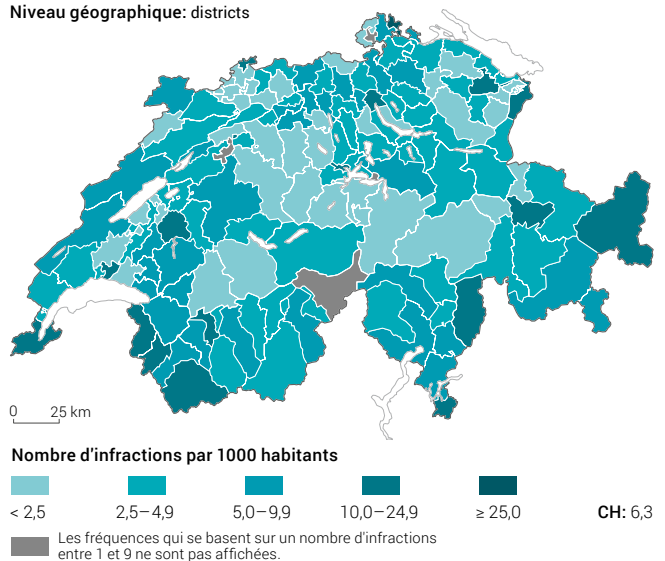 Niveau géographique: districts
0 25 km
Nombre d'infractions par 1000 habitants
< 2,5 2,5–4,9 5,0–9,9 10,0–24,9 ≥ 25,0 CH: 6,3
Les fréquences qui se basent sur un nombre d'infractions
entre 1 et 9 ne sont pas affichées.